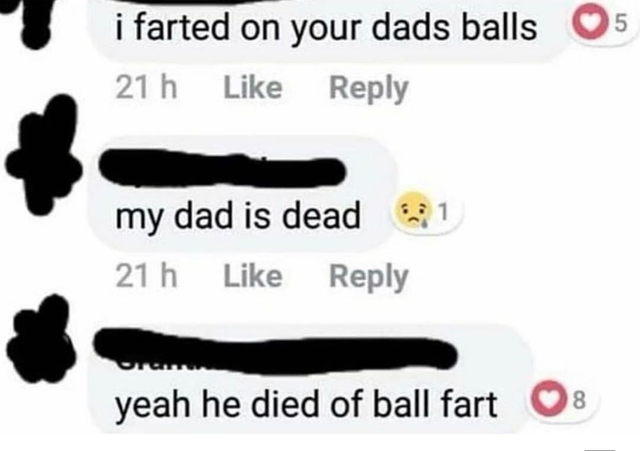 i farted on your dads balls 5
21 h Like Reply
my dad is dead 1
21 h Like Reply
yeah he died of ball fart 8